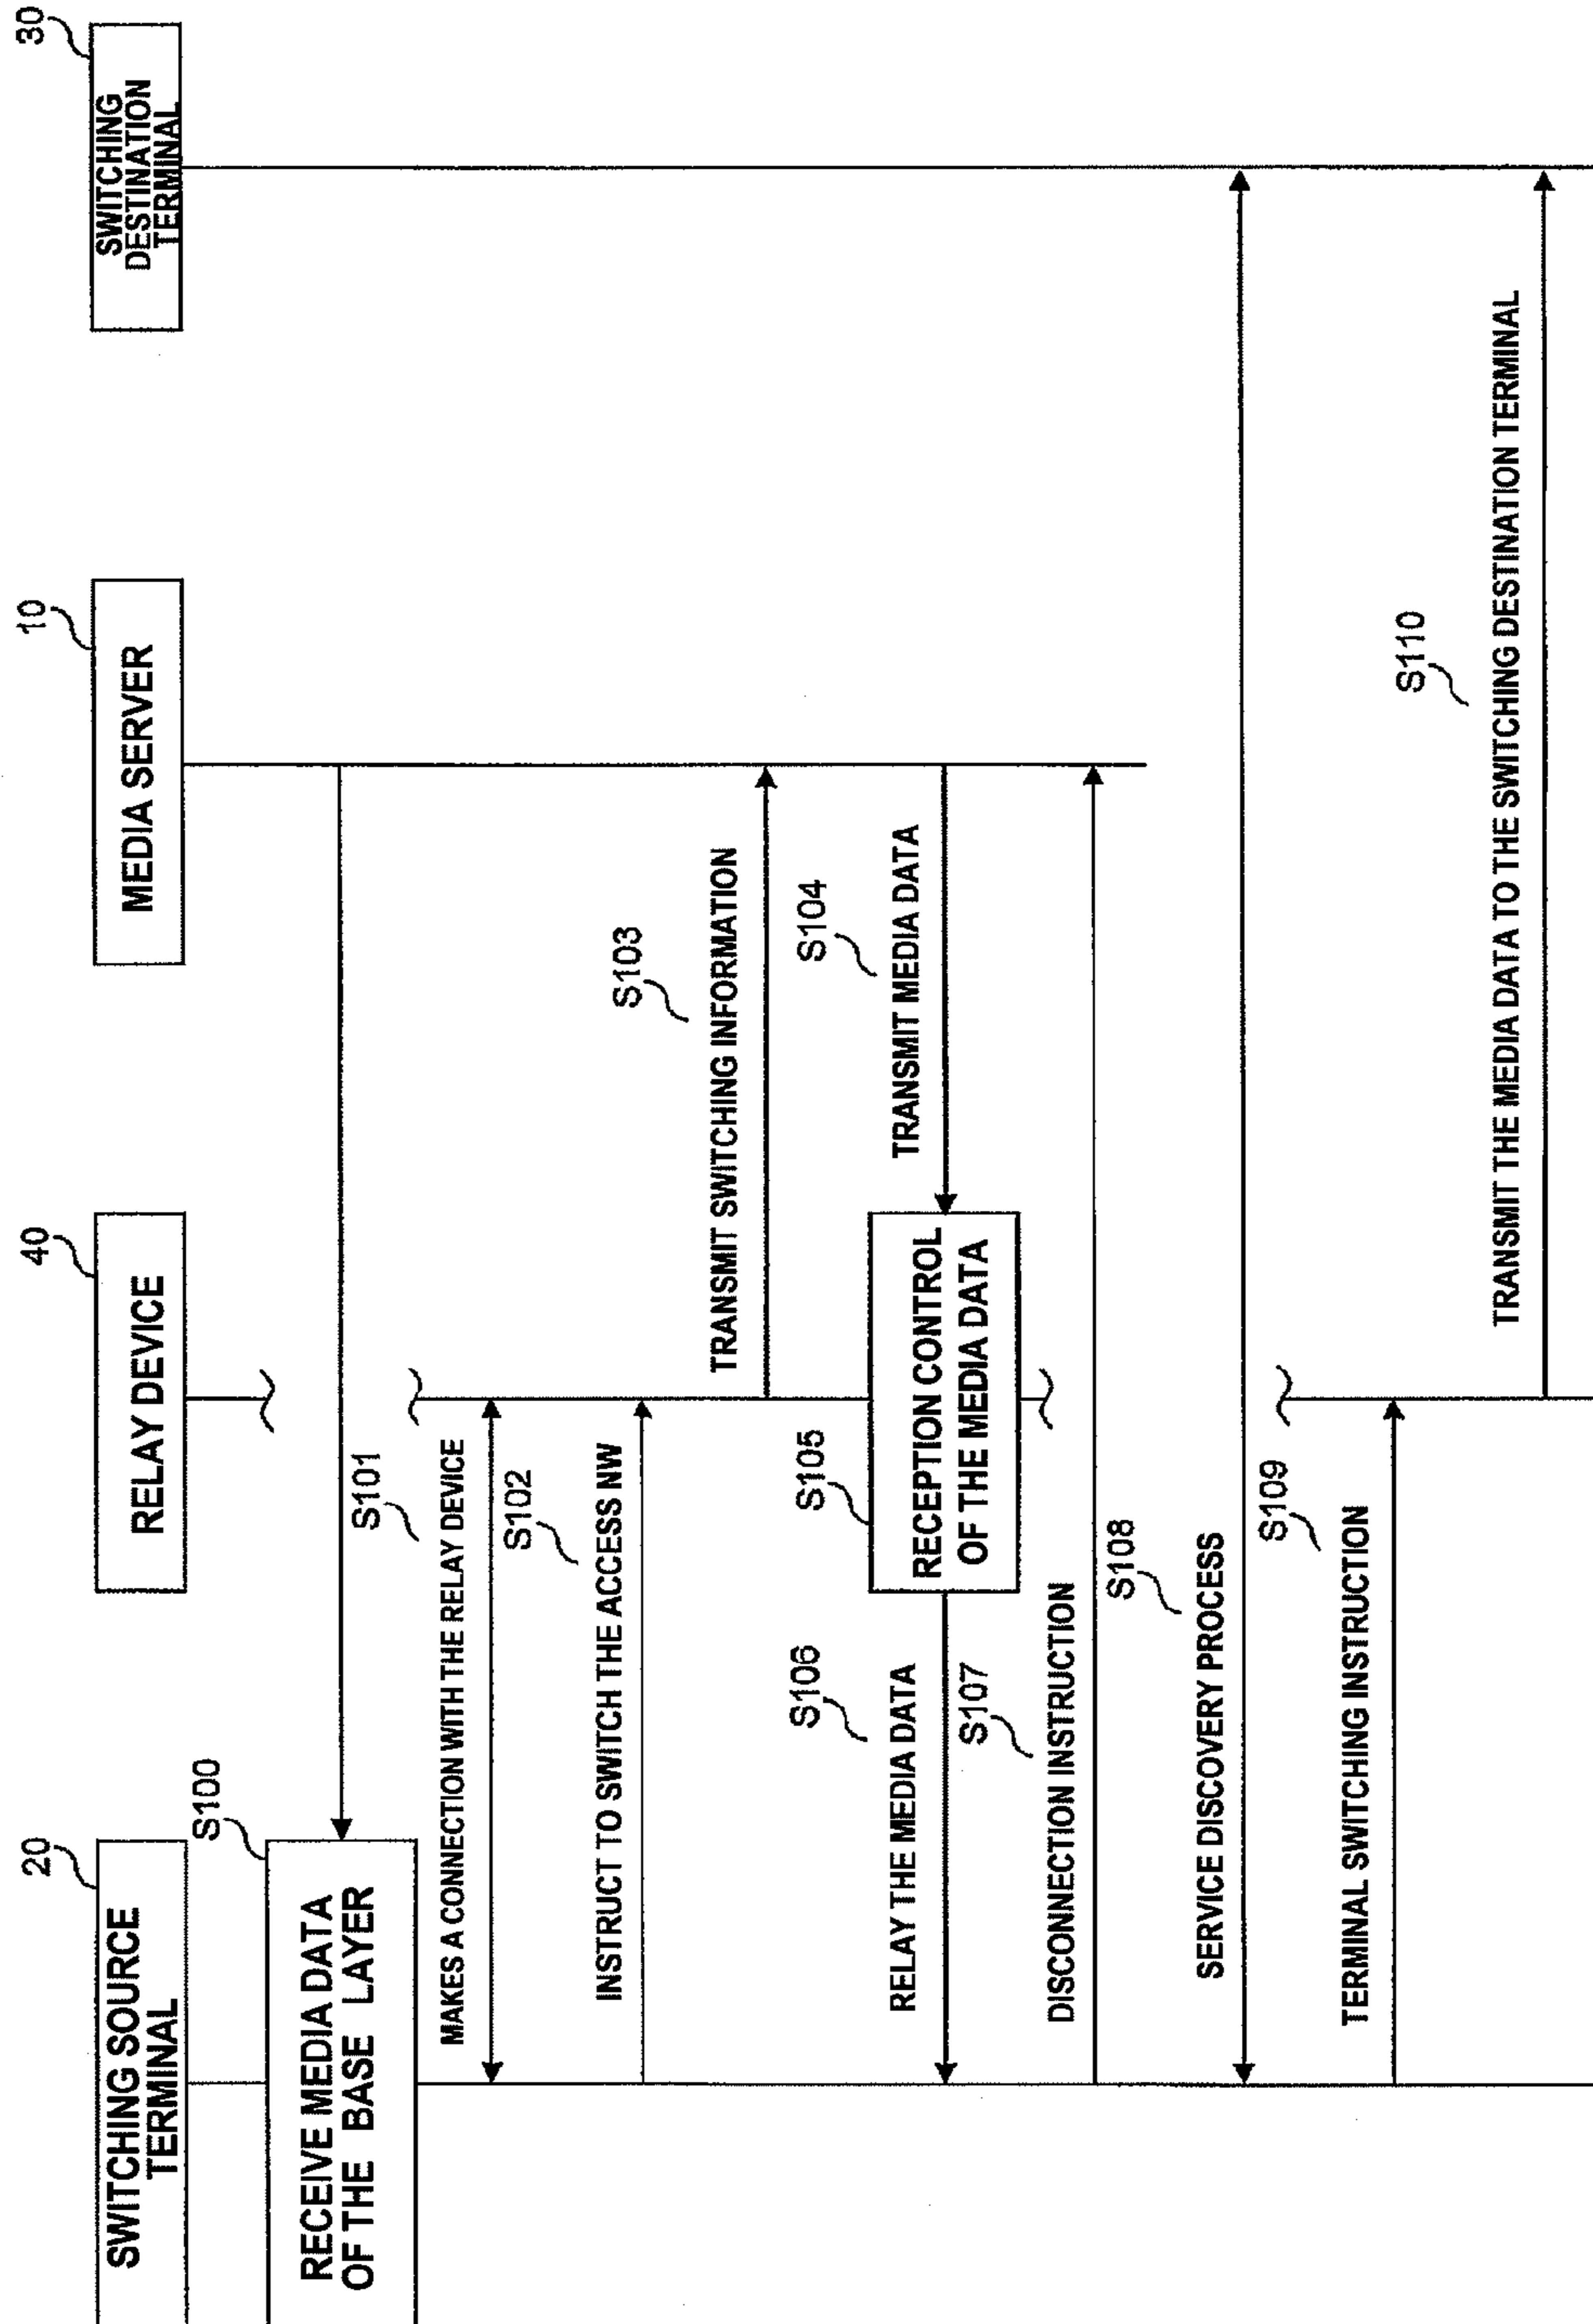 20
SWITCHING SOURCE
TERMINAL
40
RELAY DEVICE
10
MEDIA SERVER
30
SWITCHING
DESTINATION
TERMINAL
S100
RECEIVE MEDIA DATA
OF THE BASE LAYER
S101
MAKES A CONNECTION WITH THE RELAY DEVICE
S102
INSTRUCT TO SWITCH THE ACCESS NW
S103
TRANSMIT SWITCHING INFORMATION
S104
TRANSMIT MEDIA DATA
S105
RECEPTION CONTROL
OF THE MEDIA DATA
S106
RELAY THE MEDIA DATA
S107
DISCONNECTION INSTRUCTION
S108
SERVICE DISCOVERY PROCESS
S109
TERMINAL SWITCHING INSTRUCTION
S110
TRANSMIT THE MEDIA DATA TO THE SWITCHING DESTINATION TERMINAL